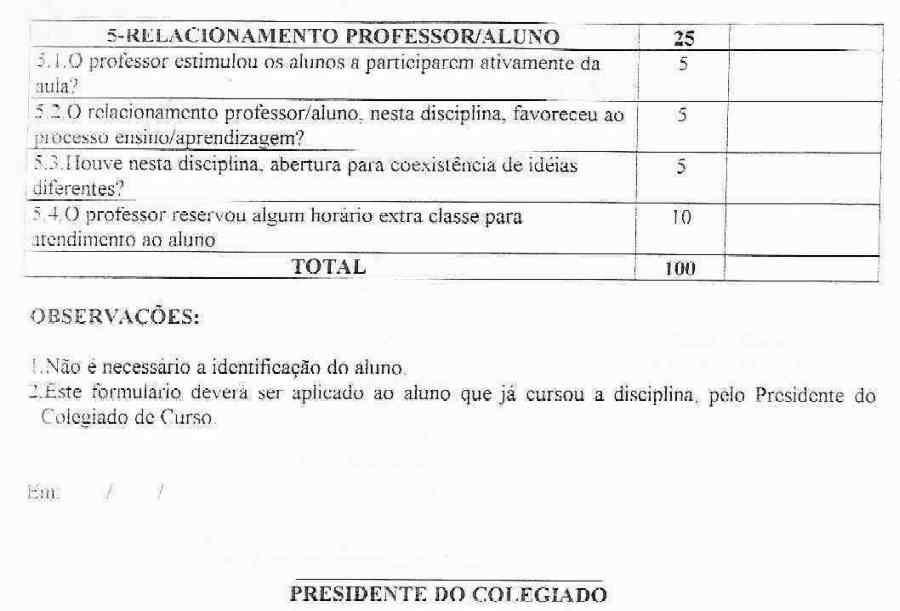 5-RELACIONAMENTO PROFESSOR/ALUNO 25
5.1.O professor estimulou os alunos a participarem ativamente da 5
aula?
5.2.O relacionamento professor/aluno, nesta disciplina, favoreceu ao 5
processo ensino/aprendizagem?
5.3.Houve nesta disciplina, abertura para coexistência de idéias 5
diferentes?
5.4.O professor reservou algum horário extra classe para 10
atendimento ao aluno
TOTAL 100
OBSERVACÕES:
1.Não é necessário a identificação do aluno.
2.Este formulário deverá ser aplicado ao aluno que já cursou a disciplina, pelo Presidente do
Colegiado de Curso.
Em: / /
PRESIDENTE DO COLEGIADO